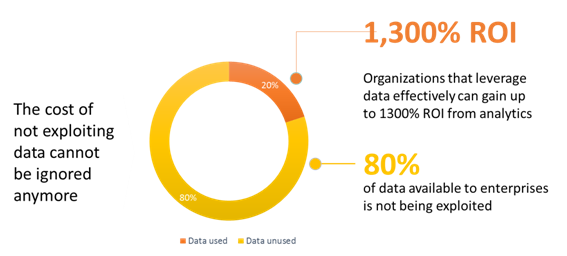 The cost of
not exploiting
data cannot
be ignored
anymore
20%
80%
Data used
Data unused
1,300% ROI
Organizations that leverage
data effectively can gain up
to 1300% ROI from analytics
80%
of data available to enterprises
is not being exploited